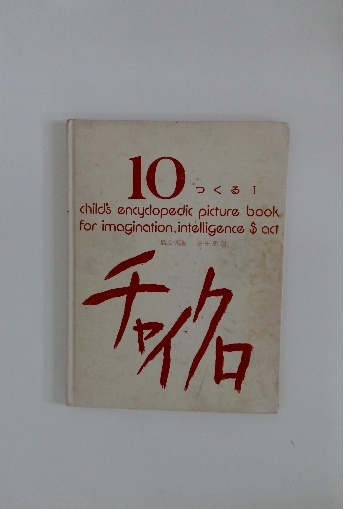 10 つくる I
child's encyclopedic picture book
for imagination, intelligence $ act
チャイクロ